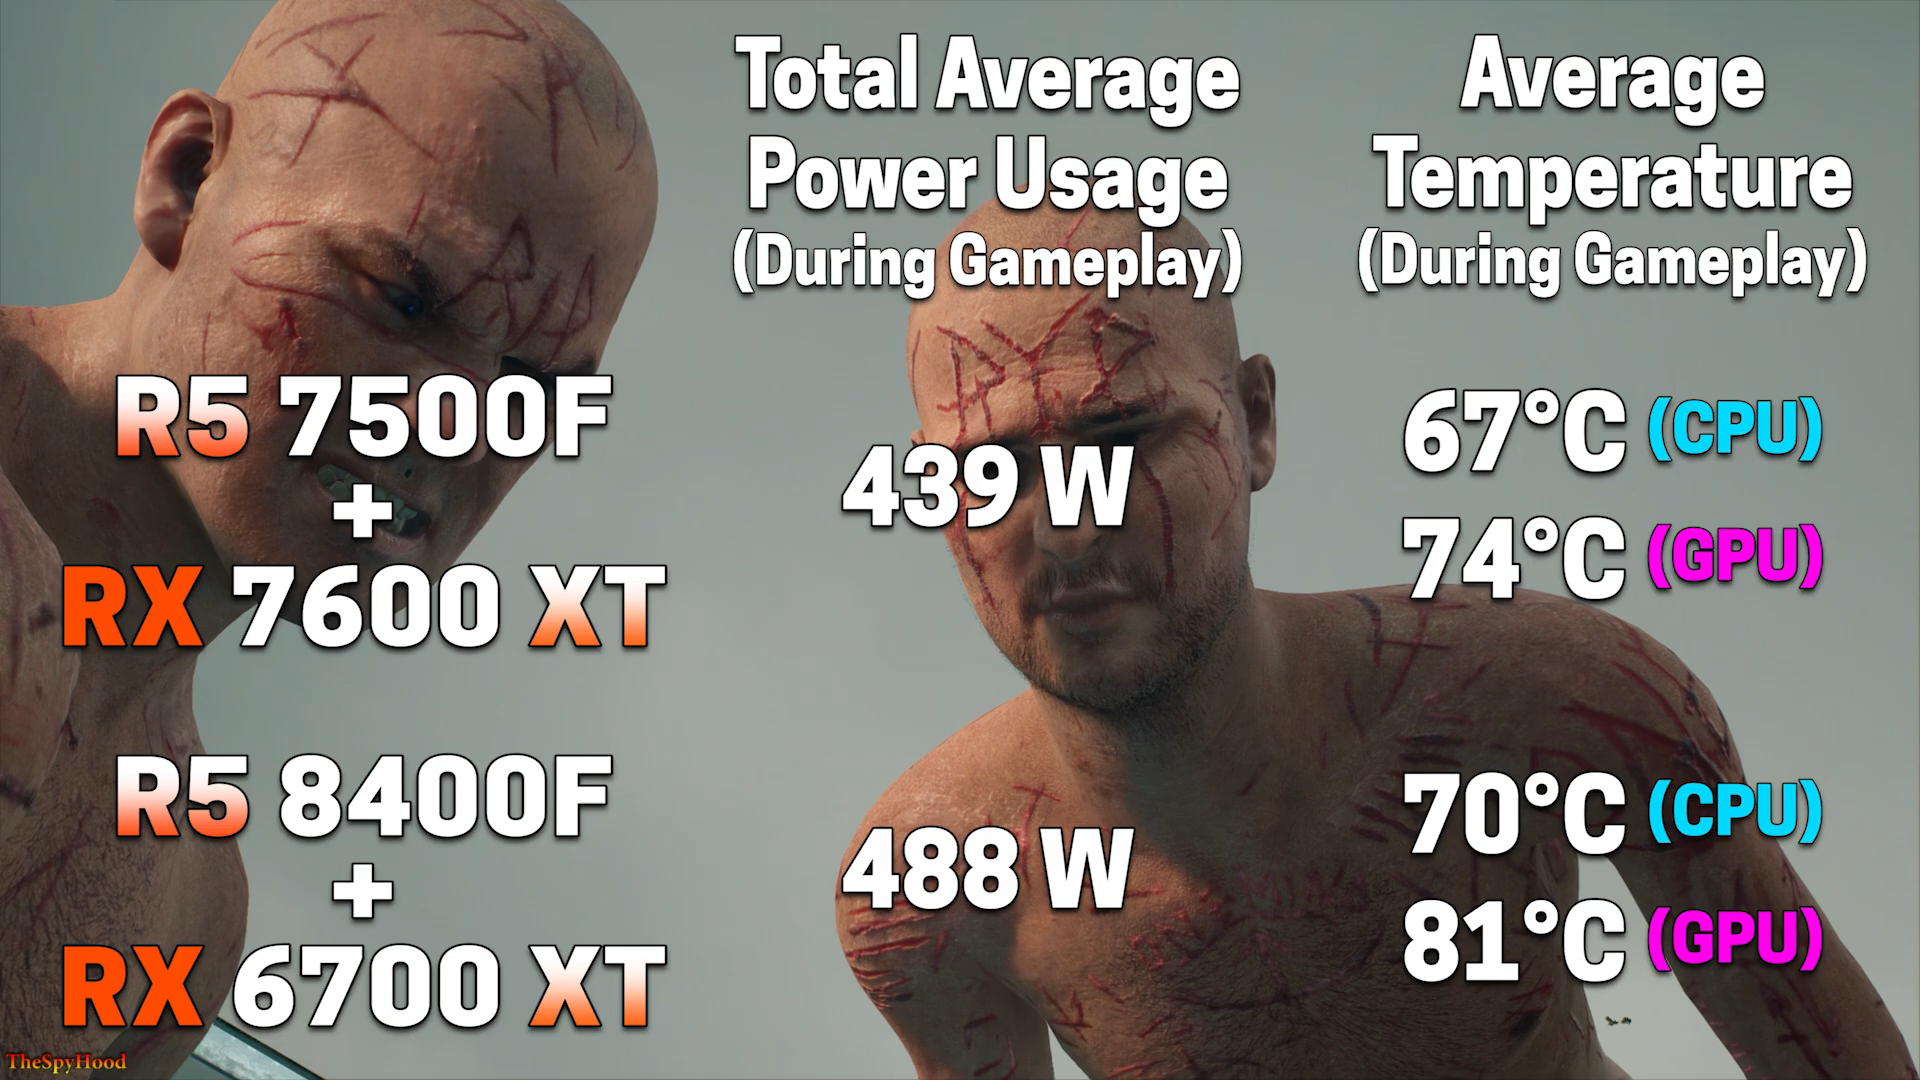 Total Average
Power Usage
(During Gameplay)
Average
Temperature
(During Gameplay)
R5 7500F
+
RX 7600 XT
439 W
67°C (CPU)
74°C (GPU)
R5 8400F
+
RX 6700 XT
488 W
70°C (CPU)
81°C (GPU)
TheSpyHood